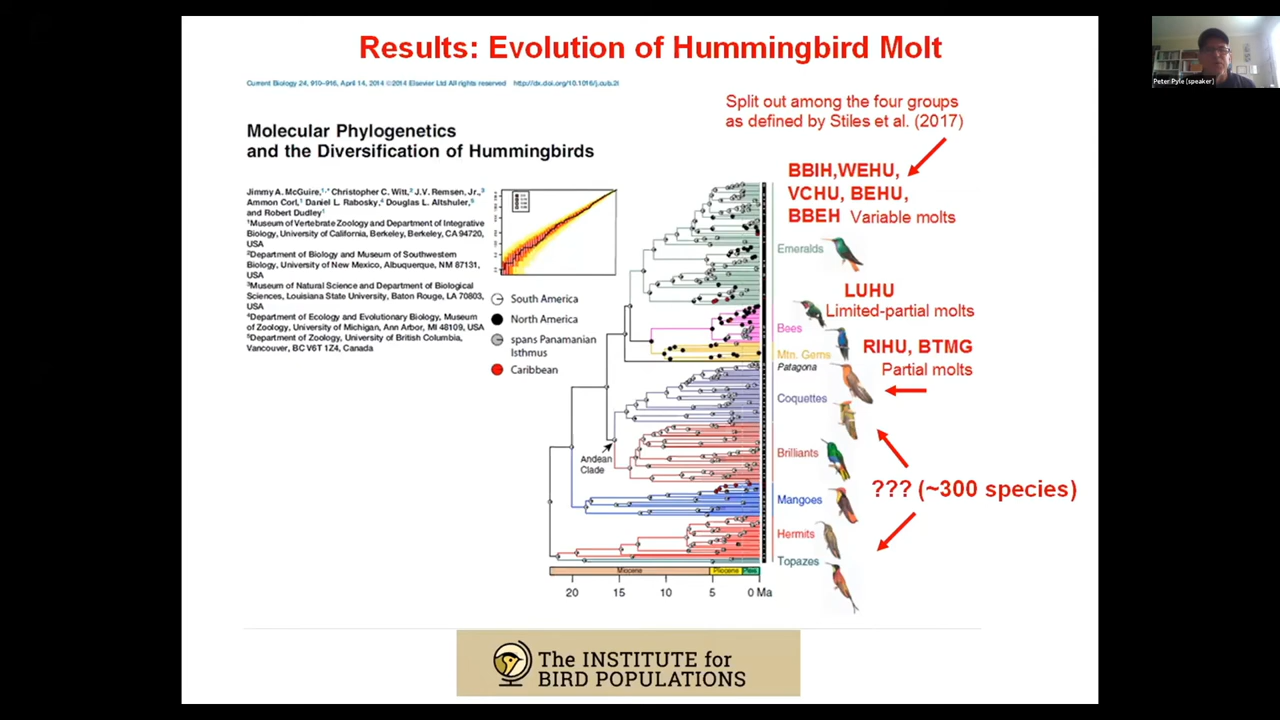 Results: Evolution of Hummingbird Molt
Peter Pyle (speaker)
Current Biology 24, 910–916, April 14, 2014 ©2014 Elsevier Ltd All rights reserved http://dx.doi.org/10.1016/j.cub.2
Split out among the four groups
as defined by Stiles et al. (2017)
Molecular Phylogenetics
and the Diversification of Hummingbirds
Jimmy A. McGuire, Christopher C. Witt, J.V. Remsen, Jr.,
Ammon Corl, Daniel L. Rabosky, Douglas L. Altshuler,
and Robert Dudley
1Museum of Vertebrate Zoology and Department of Integrative
Biology, University of California, Berkeley, Berkeley, CA 94720,
USA
2Department of Biology and Museum of Southwestern
Biology, University of New Mexico, Albuquerque, NM 87131,
USA
3Museum of Natural Science and Department of Biological
Sciences, Louisiana State University, Baton Rouge, LA 70803,
USA
4Department of Ecology and Evolutionary Biology, Museum
of Zoology, University of Michigan, Ann Arbor, MI 48109, USA
5Department of Zoology, University of British Columbia,
Vancouver, BC V6T 1Z4, Canada
South America
North America
spans Panamanian
Isthmus
Caribbean
BBIH,WEHU,
VCHU, BEHU,
BBEH Variable molts
Emeralds
LUHU
Limited-partial molts
Bees
RIHU, BTMG
Mtn. Gems
Patagona
Partial molts
Coquettes
Andean
Clade
Brilliants
??? (~300 species)
Mangoes
Hermits
Topazes
Miocene
Pliocene
Pleis
20 15 10 5 0 Ma
The INSTITUTE for
BIRD POPULATIONS